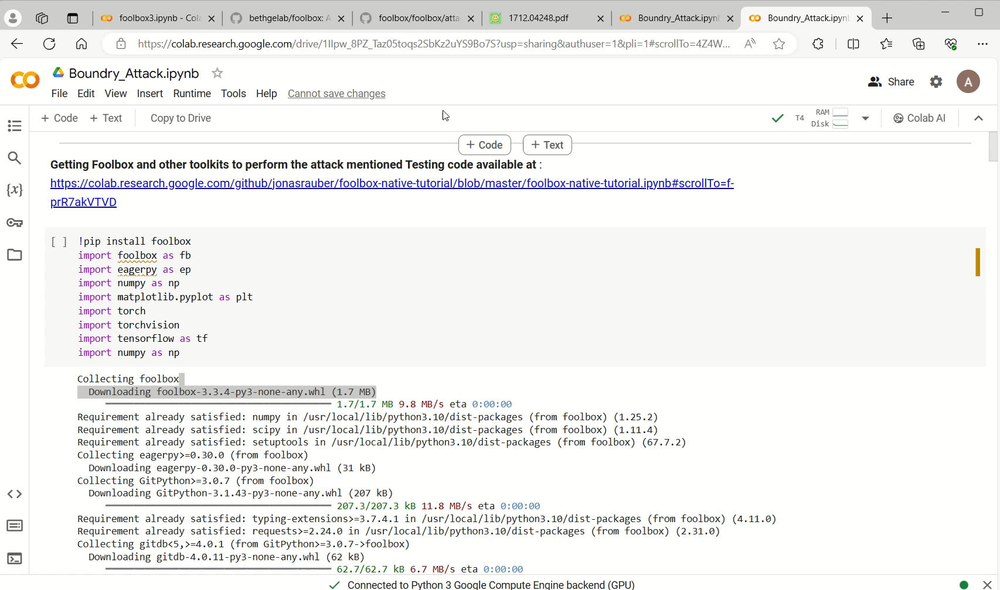 foolbox3.ipynb - Cola
bethgelab/foolbox: A
foolbox/foolbox/atta
1712.04248.pdf
Boundry_Attack.ipynb
Boundry_Attack.ipynb
https://colab.research.google.com/drive/1Ilpw_8PZ_Taz05toqs2SbKz2uYS9Bo7S?usp=sharing&authuser=1&pli=1#scrollTo=4Z4W...
Boundry_Attack.ipynb
Share
A
File Edit View Insert Runtime Tools Help Cannot save changes
+ Code + Text Copy to Drive
T4
RAM
Disk
Colab AI
+ Code + Text
Getting Foolbox and other toolkits to perform the attack mentioned Testing code available at :
https://colab.research.google.com/github/jonasrauber/foolbox-native-tutorial/blob/master/foolbox-native-tutorial.ipynb#scrollTo=f-
prR7akVTVD
{x}
[ ] !pip install foolbox
import foolbox as fb
import eagerpy as ep
import numpy as np
import matplotlib.pyplot as plt
import torch
import torchvision
import tensorflow as tf
import numpy as np
Collecting foolbox
Downloading foolbox-3.3.4-py3-none-any.whl (1.7 MB)
1.7/1.7 MB 9.8 MB/s eta 0:00:00
Requirement already satisfied: numpy in /usr/local/lib/python3.10/dist-packages (from foolbox) (1.25.2)
Requirement already satisfied: scipy in /usr/local/lib/python3.10/dist-packages (from foolbox) (1.11.4)
Requirement already satisfied: setuptools in /usr/local/lib/python3.10/dist-packages (from foolbox) (67.7.2)
Collecting eagerpy>=0.30.0 (from foolbox)
Downloading eagerpy-0.30.0-py3-none-any.whl (31 kB)
Collecting GitPython>=3.0.7 (from foolbox)
Downloading GitPython-3.1.43-py3-none-any.whl (207 kB)
207.3/207.3 kB 11.8 MB/s eta 0:00:00
Requirement already satisfied: typing-extensions>=3.7.4.1 in /usr/local/lib/python3.10/dist-packages (from foolbox) (4.11.0)
Requirement already satisfied: requests>=2.24.0 in /usr/local/lib/python3.10/dist-packages (from foolbox) (2.31.0)
Collecting gitdb<5,>=4.0.1 (from GitPython>=3.0.7->foolbox)
Downloading gitdb-4.0.11-py3-none-any.whl (62 kB)
62.7/62.7 kB 6.7 MB/s eta 0:00:00
Connected to Python 3 Google Compute Engine backend (GPU)